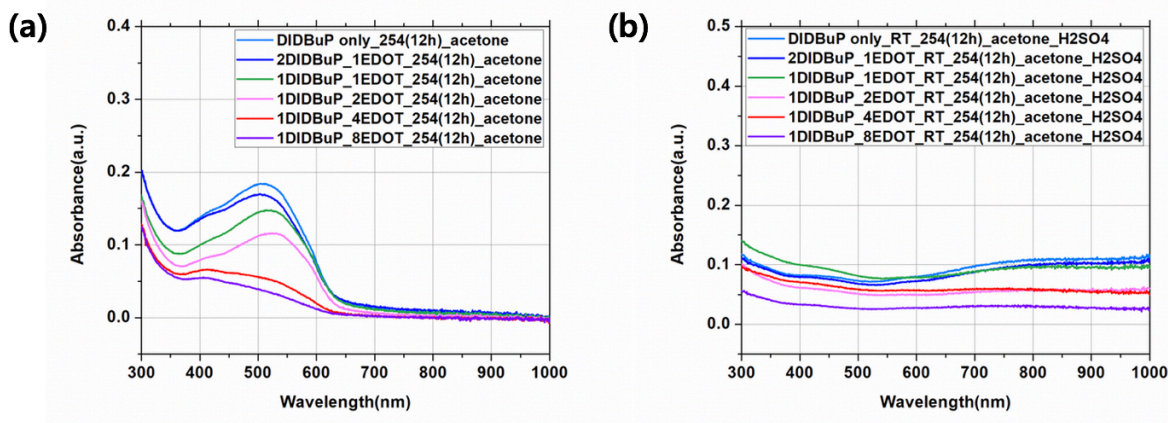 (a)
0.4
0.3
0.2
0.1
0.0
Absorbance(a.u.)
DIDBuP only_254(12h)_acetone
2DIDBuP_1EDOT_254(12h)_acetone
1DIDBuP_1EDOT_254(12h)_acetone
1DIDBuP_2EDOT_254(12h)_acetone
1DIDBuP_4EDOT_254(12h)_acetone
1DIDBuP_8EDOT_254(12h)_acetone
300 400 500 600 700 800 900 1000
Wavelength(nm)
(b)
0.5
0.4
0.3
0.2
0.1
0.0
Absorbance(a.u.)
DIDBuP only_RT_254(12h)_acetone_H2SO4
2DIDBuP_1EDOT_RT_254(12h)_acetone_H2SO4
1DIDBuP_1EDOT_RT_254(12h)_acetone_H2SO4
1DIDBuP_2EDOT_RT_254(12h)_acetone_H2SO4
1DIDBuP_4EDOT_RT_254(12h)_acetone_H2SO4
1DIDBuP_8EDOT_RT_254(12h)_acetone_H2SO4
300 400 500 600 700 800 900 1000
Wavelength(nm)